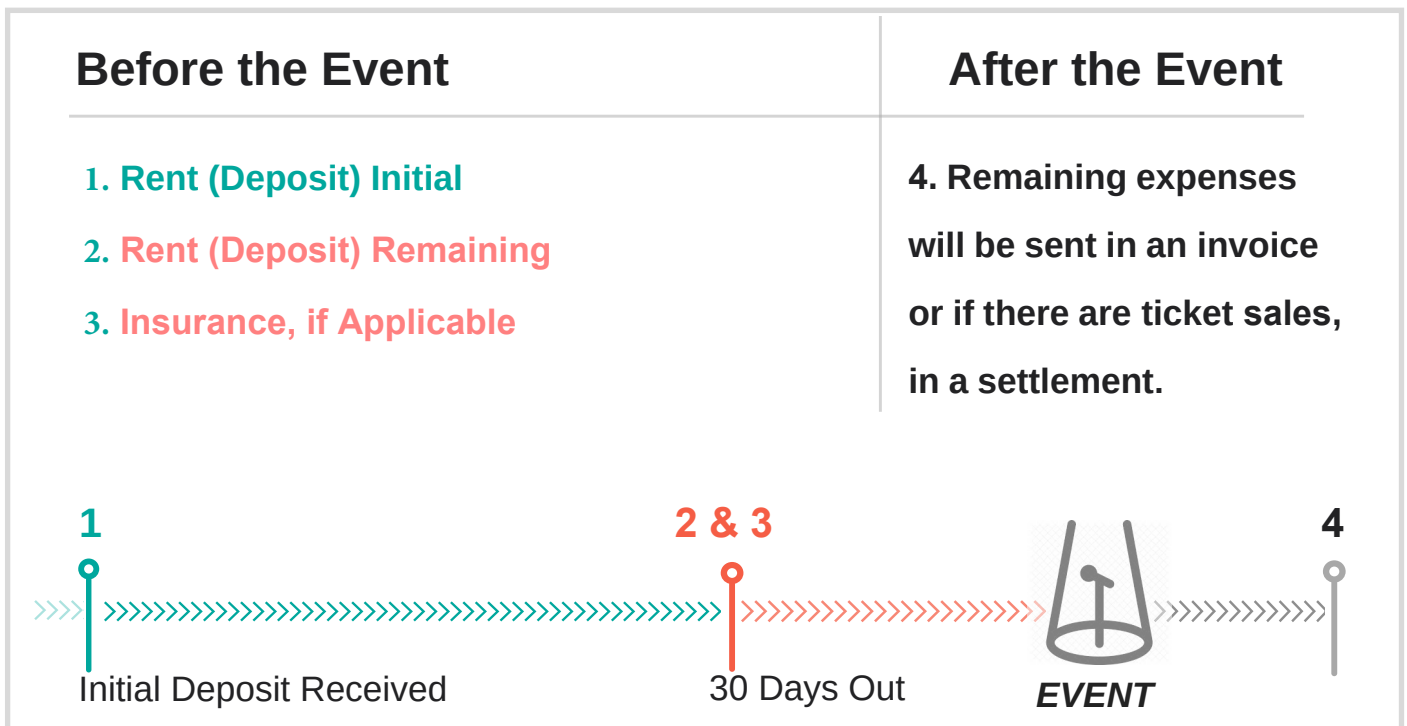 Before the Event
1. Rent (Deposit) Initial
2. Rent (Deposit) Remaining
3. Insurance, if Applicable
After the Event
4. Remaining expenses
will be sent in an invoice
or if there are ticket sales,
in a settlement.
1
2 & 3
4
Initial Deposit Received
30 Days Out
EVENT